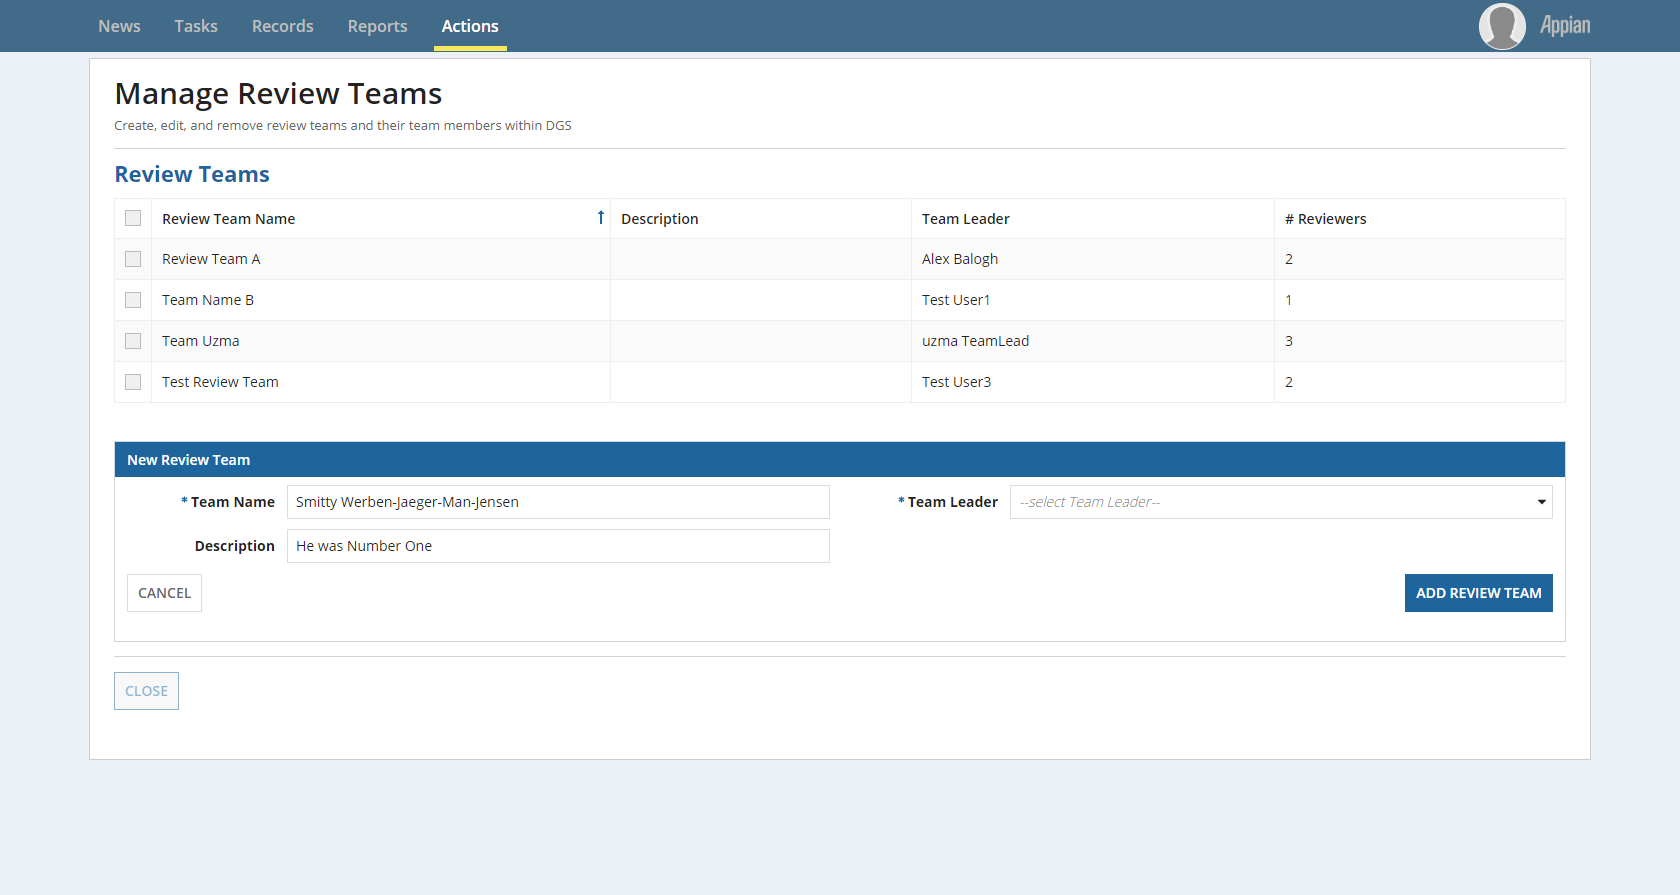 News Tasks Records Reports Actions Appian
Manage Review Teams
Create, edit, and remove review teams and their team members within DGS
Review Teams
Review Team Name Description Team Leader # Reviewers
Review Team A Alex Balogh 2
Team Name B Test User1 1
Team Uzma uzma TeamLead 3
Test Review Team Test User3 2
New Review Team
* Team Name Smitty Werben-Jaeger-Man-Jensen * Team Leader --select Team Leader--
Description He was Number One
CANCEL ADD REVIEW TEAM
CLOSE